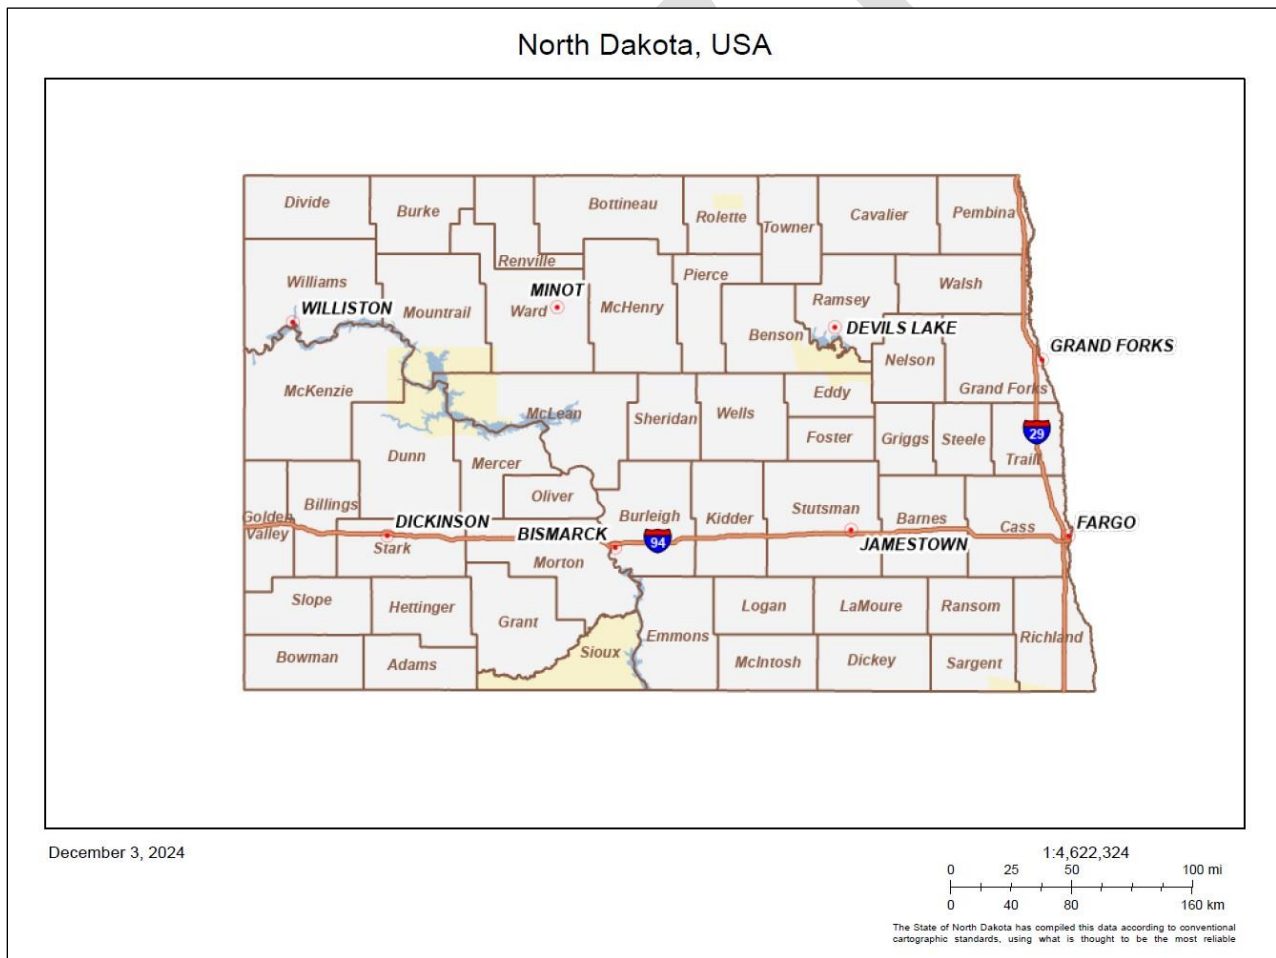 North Dakota, USA
Divide
Burke
Renville
Bottineau
Rolette
Towner
Cavalier
Pembina
Williams
WILLISTON
Mountrail
MINOT
Ward
McHenry
Pierce
Benson
Ramsey
DEVILS LAKE
Walsh
Nelson
GRAND FORKS
Grand Forks
McKenzie
McLean
Sheridan
Wells
Eddy
Foster
Griggs
Steele
29
Traill
Dunn
Mercer
Oliver
Billings
Golden
Valley
DICKINSON
Stark
BISMARCK
Burleigh
94
Kidder
Stutsman
JAMESTOWN
Barnes
Cass
FARGO
Morton
Slope
Hettinger
Grant
Sioux
Emmons
Logan
LaMoure
Ransom
Richland
Bowman
Adams
McIntosh
Dickey
Sargent
December 3, 2024
1:4,622,324
0 25 50 100 mi
0 40 80 160 km
The State of North Dakota has compiled this data according to conventional
cartographic standards, using what is thought to be the most reliable